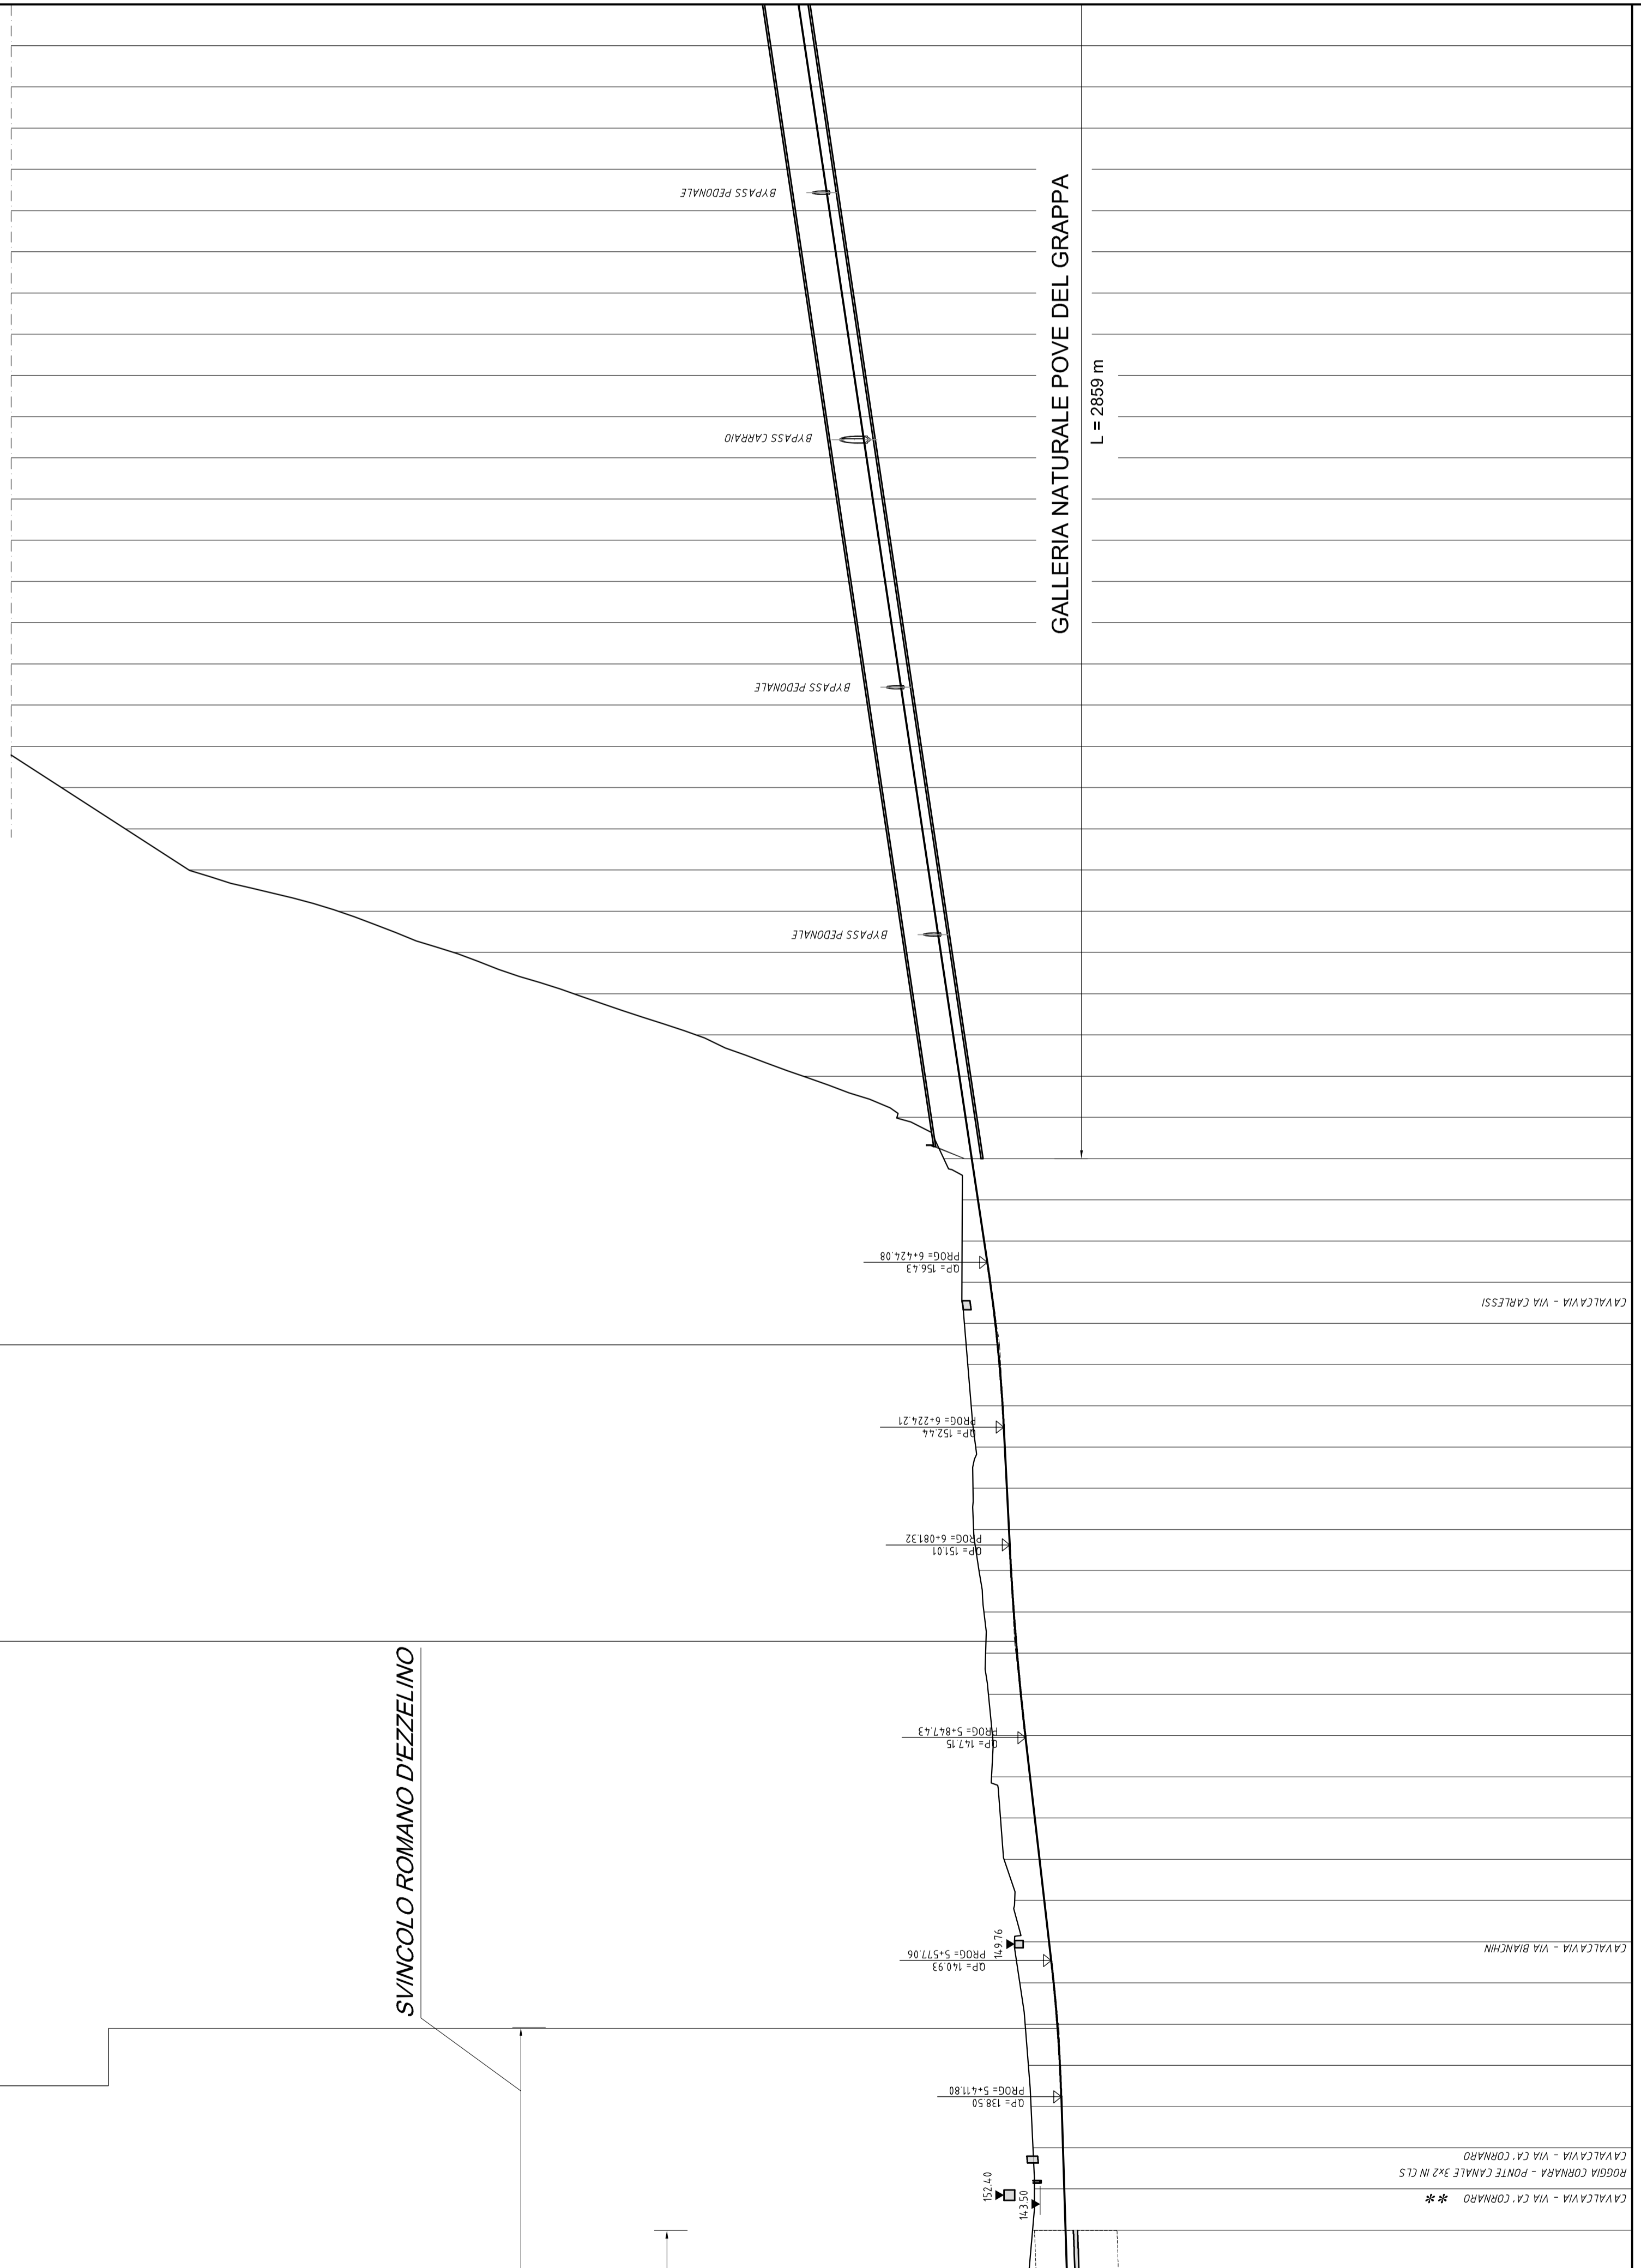 BYPASS PEDONALE
GALLERIA NATURALE POVE DEL GRAPPA
L = 2859 m
BYPASS CARRAIO
BYPASS PEDONALE
BYPASS PEDONALE
PROG= 6+424.08
QP= 156.43
CAVALCAVIA - VIA CARLESSI
PROG= 6+224.21
QP= 152.44
PROG= 6+081.32
QP= 151.01
SVINCOLO ROMANO D'EZZELINO
PROG= 5+847.43
QP= 147.15
149.76
PROG= 5+577.06
QP= 140.93
CAVALCAVIA - VIA BIANCHIN
PROG= 5+411.80
QP= 138.50
CAVALCAVIA - VIA CA' CORNARO
ROGGIA CORNARA - PONTE CANALE 3x2 IN CLS
152.40
143.50
CAVALCAVIA - VIA CA' CORNARO **